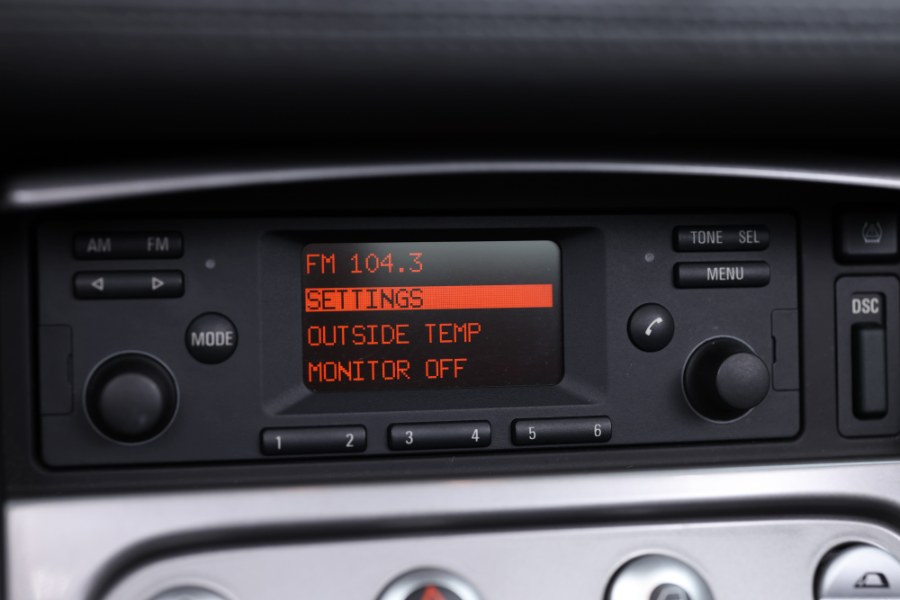 AM FM
TONE SEL
MENU
MODE
DSC
FM 104.3
SETTINGS
OUTSIDE TEMP
MONITOR OFF
1 2
3 4
5 6